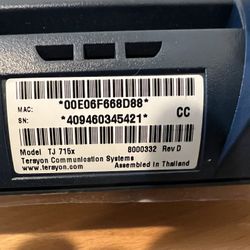 MAC: *00E06F668D88*
SN: *409460345421* CC
Model TJ 715x 8000332 Rev D
Terayon Communication Systems
www.terayon.com Assembled in Thailand